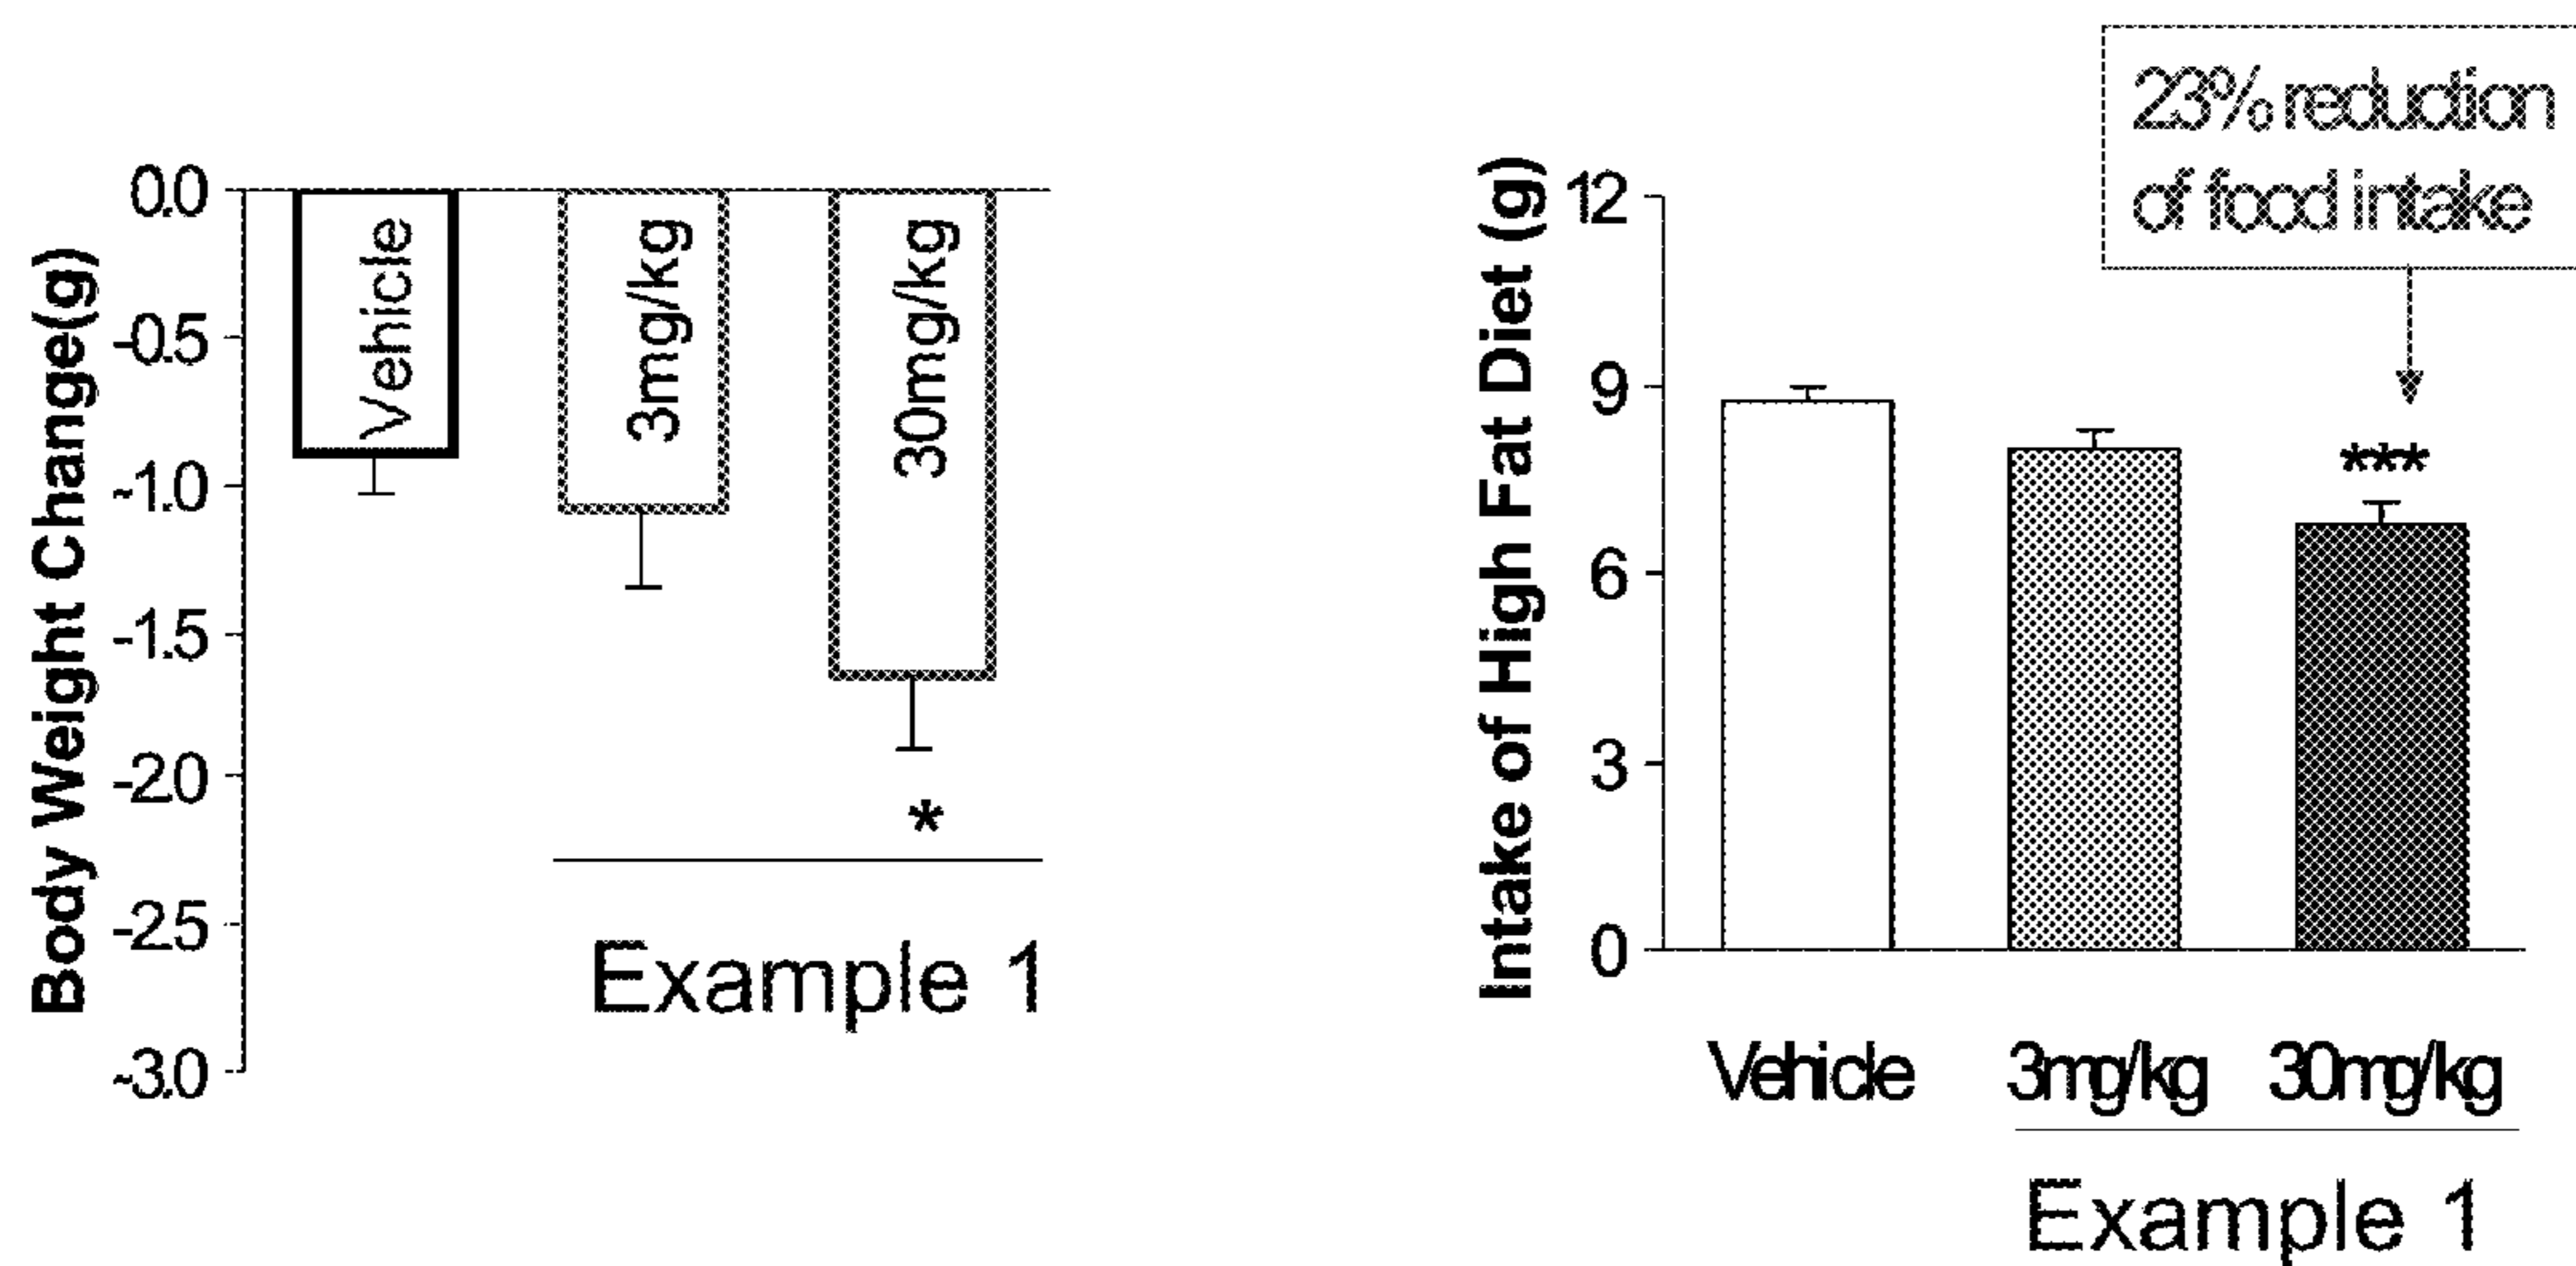 Body Weight Change(g)
0.0
-0.5
-1.0
-1.5
-2.0
-2.5
-3.0
Vehicle
3mg/kg
30mg/kg
*
Example 1
23% reduction
of food intake
Intake of High Fat Diet (g)
12
9
6
3
0
***
Vehicle 3mg/kg 30mg/kg
Example 1